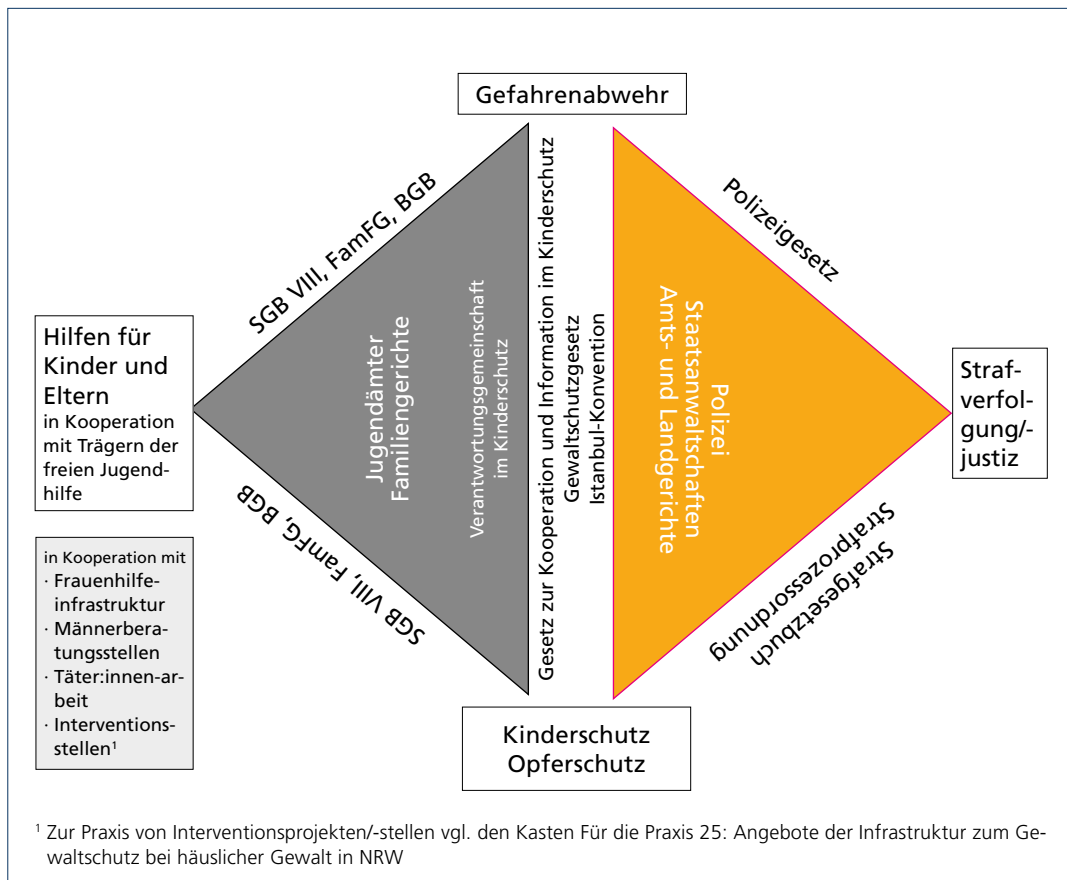 Gefahrenabwehr
SGB VIII, FamFG, BGB
Polizeigesetz
Hilfen für
Kinder und
Eltern
in Kooperation
mit Trägern der
freien Jugend-
hilfe
Jugendämter
Familiengerichte
Verantwortungsgemeinschaft
im Kinderschutz
Gesetz zur Kooperation und Information im Kinderschutz
Gewaltschutzgesetz
Istanbul-Konvention
Polizei
Staatsanwaltschaften
Amts- und Landgerichte
Straf-
verfol-
gung/-
justiz
SGB VIII, FamFG, BGB
Strafgesetzbuch
Strafprozessordnung
in Kooperation mit
· Frauenhilfe-
infrastruktur
· Männerbera-
tungsstellen
· Täter:innen-ar-
beit
· Interventions-
stellen¹
Kinderschutz
Opferschutz
¹ Zur Praxis von Interventionsprojekten/-stellen vgl. den Kasten Für die Praxis 25: Angebote der Infrastruktur zum Ge-
waltschutz bei häuslicher Gewalt in NRW